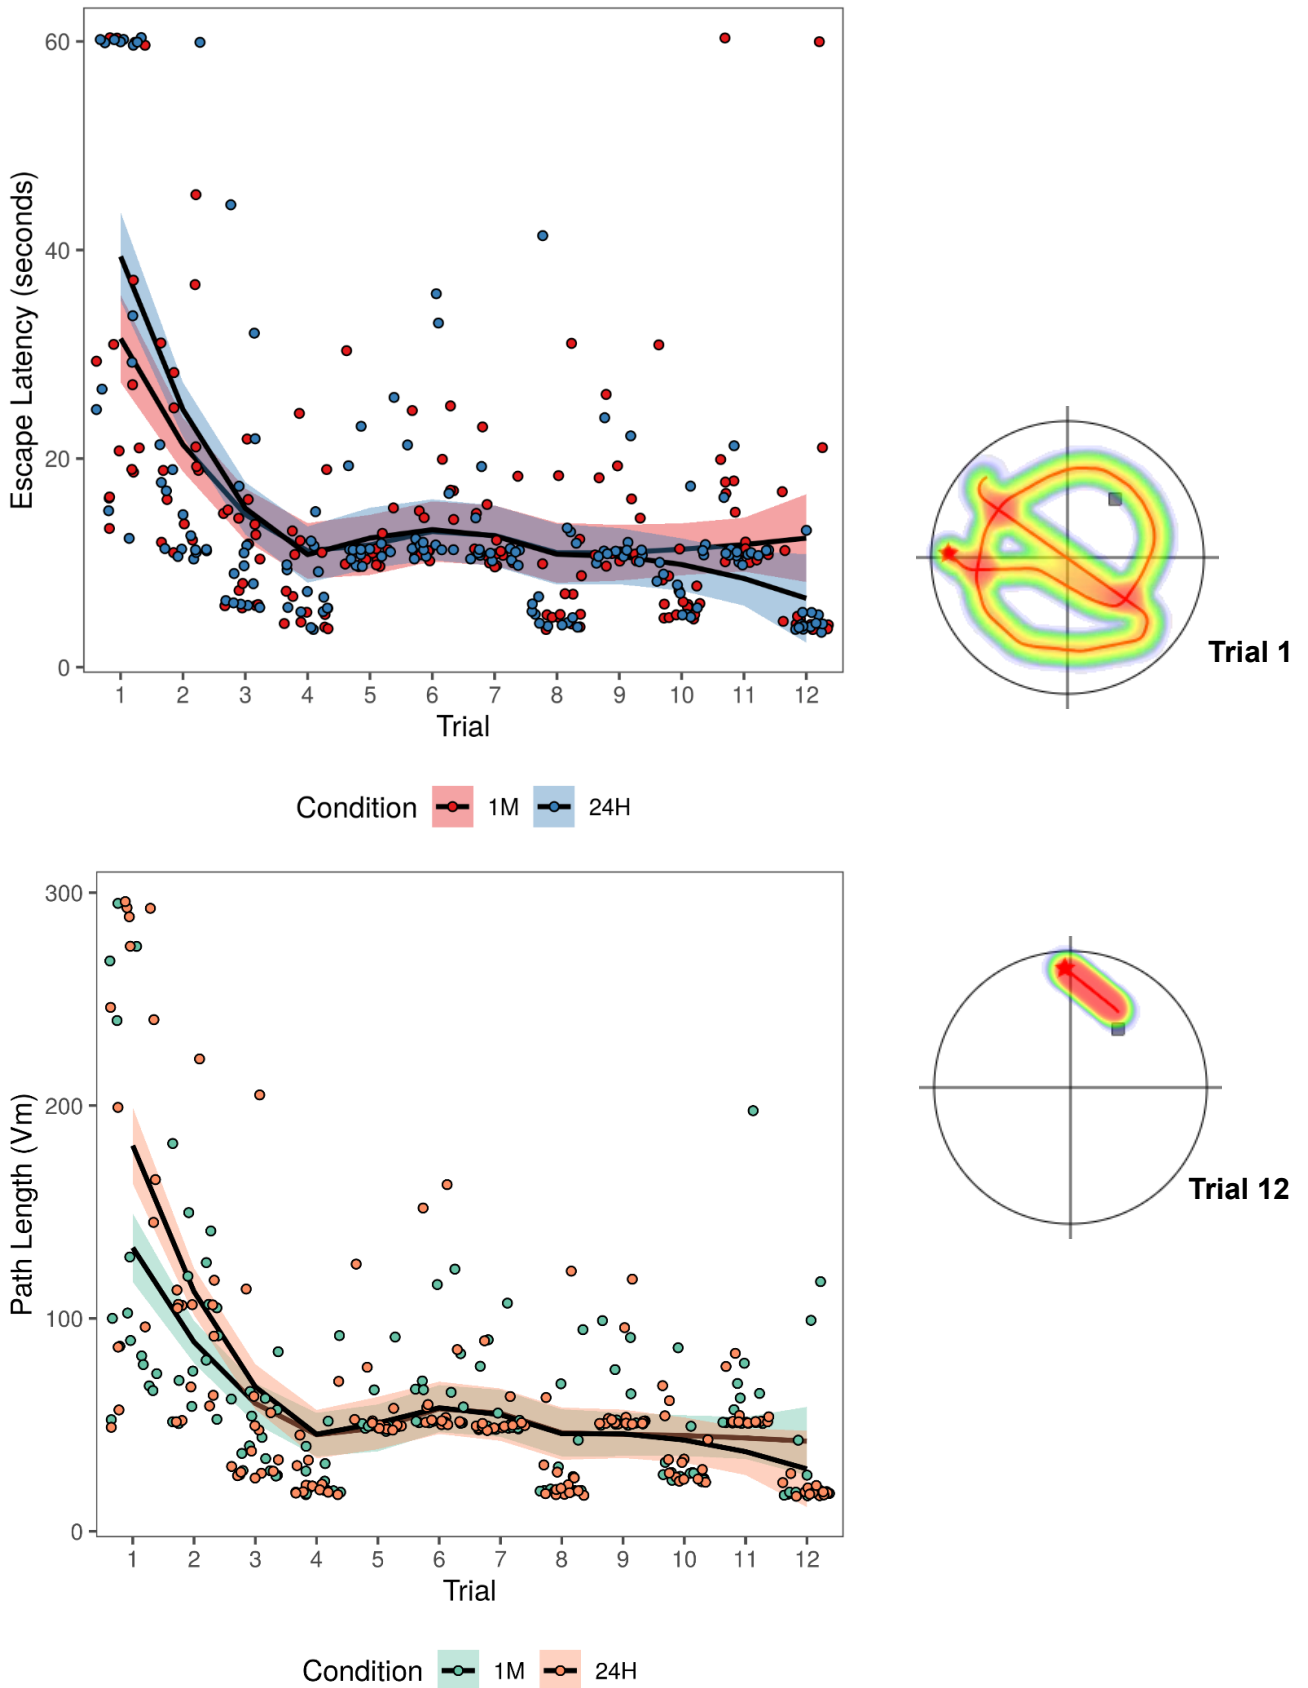 Escape Latency (seconds)
60
40
20
0
1 2 3 4 5 6 7 8 9 10 11 12
Trial
Condition 1M 24H
Trial 1
Path Length (Vm)
300
200
100
0
1 2 3 4 5 6 7 8 9 10 11 12
Trial
Condition 1M 24H
Trial 12